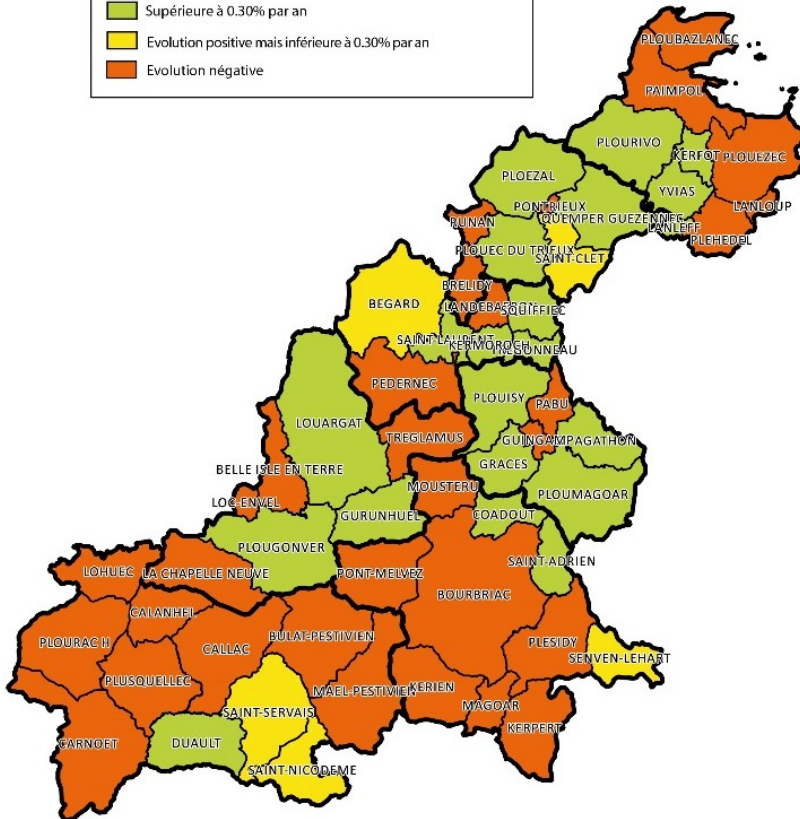 Supérieure à 0.30% par an
Evolution positive mais inférieure à 0.30% par an
Evolution négative
PLOUBAZLANEC
PAIMPOL
PLOURIVO
KERFOT
PLOUEZEC
PLOEZAL
YVIAS
PONTRIEUX
LANLOUP
RUNAN
QUEMPER GUEZENNEC
LANLEFF
PLEHEDEL
PLOUEC DU TRIEUX
SAINT-CLET
BRELIDY
BEGARD
LANDEBAERON
SQUIFFIEC
SAINT-LAURENT
KERMOROCH
TREGONNEAU
PEDERNEC
PLOUISY
PABU
LOUARGAT
TREGLAMUS
GUINGAMP
PAGATHON
GRACES
BELLE ISLE EN TERRE
MOUSTERU
PLOUMAGOAR
LOC-ENVEL
GURUNHUEL
COADOUT
PLOUGONVER
SAINT-ADRIEN
LOHUEC
LA CHAPELLE NEUVE
PONT-MELVEZ
BOURBRIAC
CALANHEL
BULAT-PESTIVIEN
PLOURACH
CALLAC
PLESIDY
SENVEN-LEHART
PLUSQUELLEC
MAEL-PESTIVIEN
KERIEN
MAGOAR
SAINT-SERVAIS
KERPERT
CARNOET
DUAULT
SAINT-NICODEME